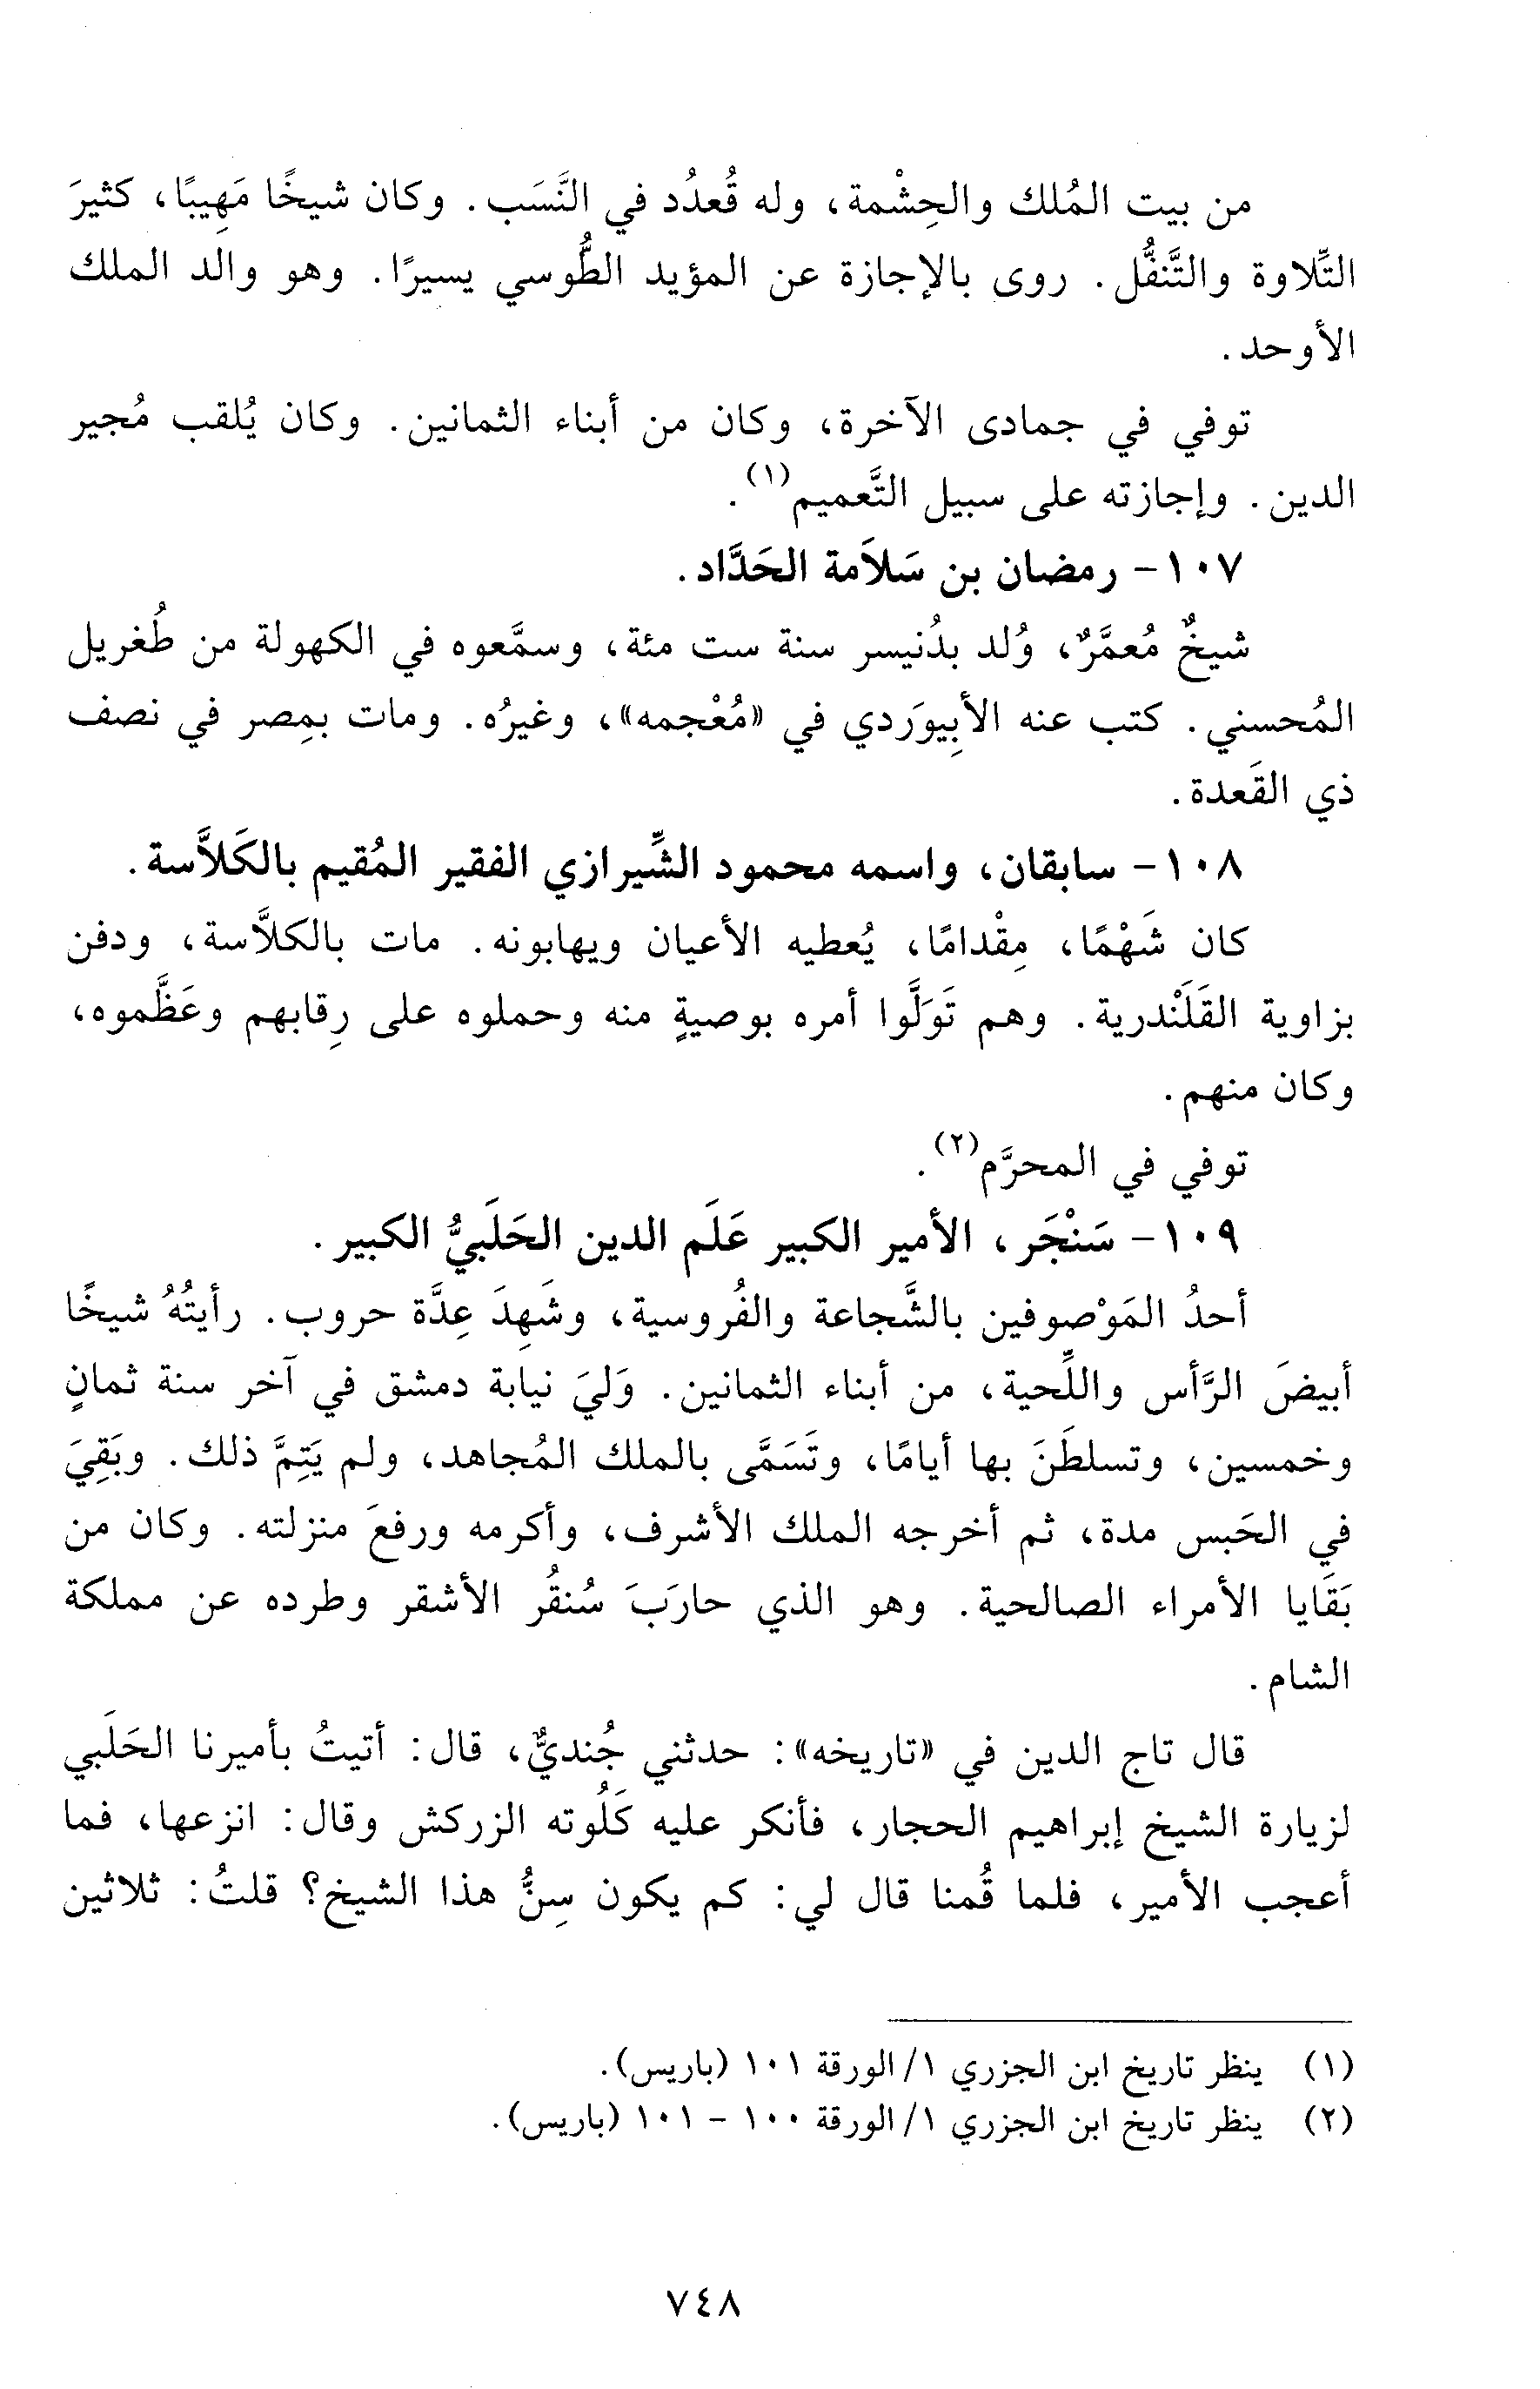 من بيت المُلك والحِشْمة، وله قُعدُد في النَّسَب. وكان شيخًا مَهِيبًا، كثيرَ
التِّلاوة والتَّنفُّل. روى بالإجازة عن المؤيد الطُّوسي يسيرًا. وهو والد الملك
الأوحد.
توفي في جمادى الآخرة، وكان من أبناء الثمانين. وكان يُلقب مُجير
الدين. وإجازته على سبيل التَّعميم(١).
١٠٧- رمضان بن سَلاَمة الحَدَّاد.
شيخٌ مُعمَّرٌ، وُلد بدُنيسر سنة ست مئة، وسمَّعوه في الكهولة من طُغريل
المُحسني. كتب عنه الأبِيوَردي في «مُعْجمه»، وغيرُه. ومات بمِصر في نصف
ذي القَعدة.
١٠٨- سابقان، واسمه محمود الشِّيرازي الفقير المُقيم بالكَلاَّسة.
كان شَهْمًا، مِقْدامًا، يُعطيه الأعيان ويهابونه. مات بالكلاَّسة، ودفن
بزاوية القَلَنْدرية. وهم تَوَلَّوا أمره بوصيةٍ منه وحملوه على رِقابهم وعَظَّموه،
وكان منهم.
توفي في المحرَّم(٢).
١٠٩- سَنْجَر، الأمير الكبير عَلَم الدين الحَلَبيُّ الكبير.
أحدُ المَوْصوفين بالشَّجاعة والفُروسية، وشَهِدَ عِدَّة حروب. رأيتُهُ شيخًا
أبيضَ الرَّأس واللِّحية، من أبناء الثمانين. وَليَ نيابة دمشق في آخر سنة ثمانٍ
وخمسين، وتسلطَنَ بها أيامًا، وتَسَمَّى بالملك المُجاهد، ولم يَتِمَّ ذلك. وبَقِيَ
في الحَبس مدة، ثم أخرجه الملك الأشرف، وأكرمه ورفعَ منزلته. وكان من
بَقَايا الأمراء الصالحية. وهو الذي حارَبَ سُنقُر الأشقر وطرده عن مملكة
الشام.
قال تاج الدين في «تاريخه»: حدثني جُنديٌّ، قال: أتيتُ بأميرنا الحَلَبي
لزيارة الشيخ إبراهيم الحجار، فأنكر عليه كَلُوته الزركش وقال: انزعها، فما
أعجب الأمير، فلما قُمنا قال لي: كم يكون سِنُّ هذا الشيخ؟ قلتُ: ثلاثين
(١) ينظر تاريخ ابن الجزري ١/ الورقة ١٠١ (باريس).
(٢) ينظر تاريخ ابن الجزري ١/ الورقة ١٠٠ - ١٠١ (باريس).
٧٤٨